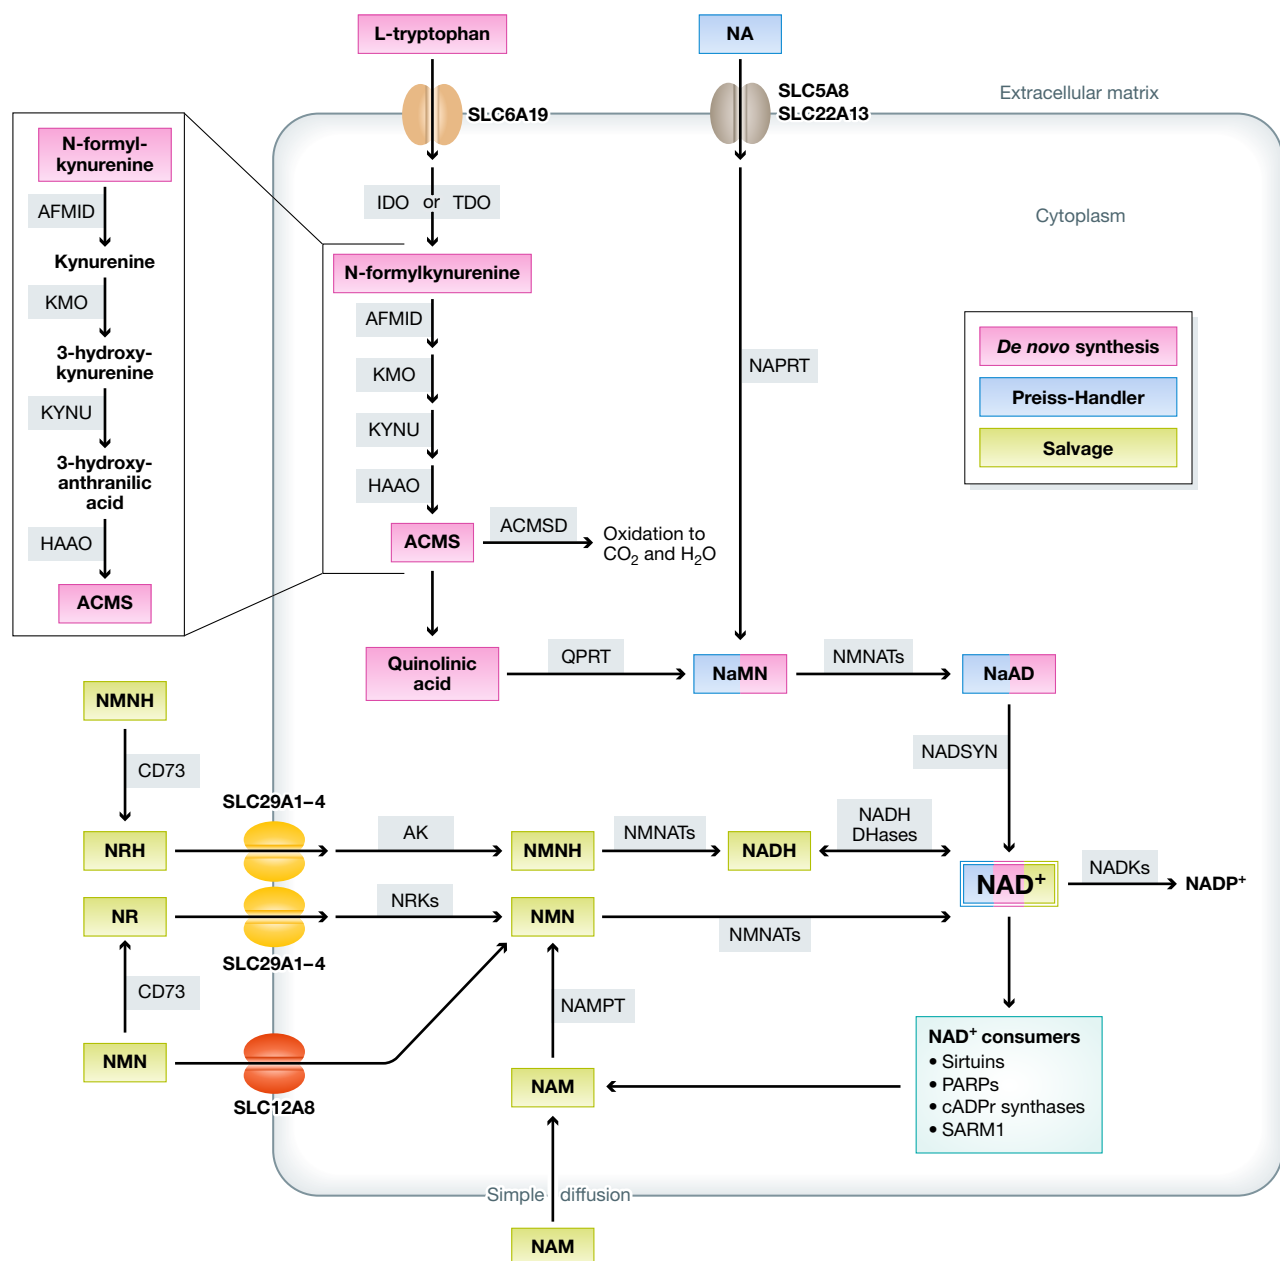 L-tryptophan
NA
SLC6A19
SLC5A8
SLC22A13
Extracellular matrix
Cytoplasm
N-formyl-
kynurenine
AFMID
Kynurenine
KMO
3-hydroxy-
kynurenine
KYNU
3-hydroxy-
anthranilic
acid
HAAO
ACMS
IDO or TDO
N-formylkynurenine
AFMID
KMO
KYNU
HAAO
ACMS
ACMSD
Oxidation to
CO₂ and H₂O
NAPRT
De novo synthesis
Preiss-Handler
Salvage
Quinolinic
acid
QPRT
NaMN
NMNATs
NaAD
NADSYN
NMNH
CD73
SLC29A1–4
NRH
AK
NMNH
NMNATs
NADH
NADH
DHases
NAD⁺
NADKs
NADP⁺
NR
NRKs
NMN
NMNATs
SLC29A1–4
CD73
NMN
SLC12A8
NAMPT
NAM
NAD⁺ consumers
• Sirtuins
• PARPs
• cADPr synthases
• SARM1
Simple diffusion
NAM